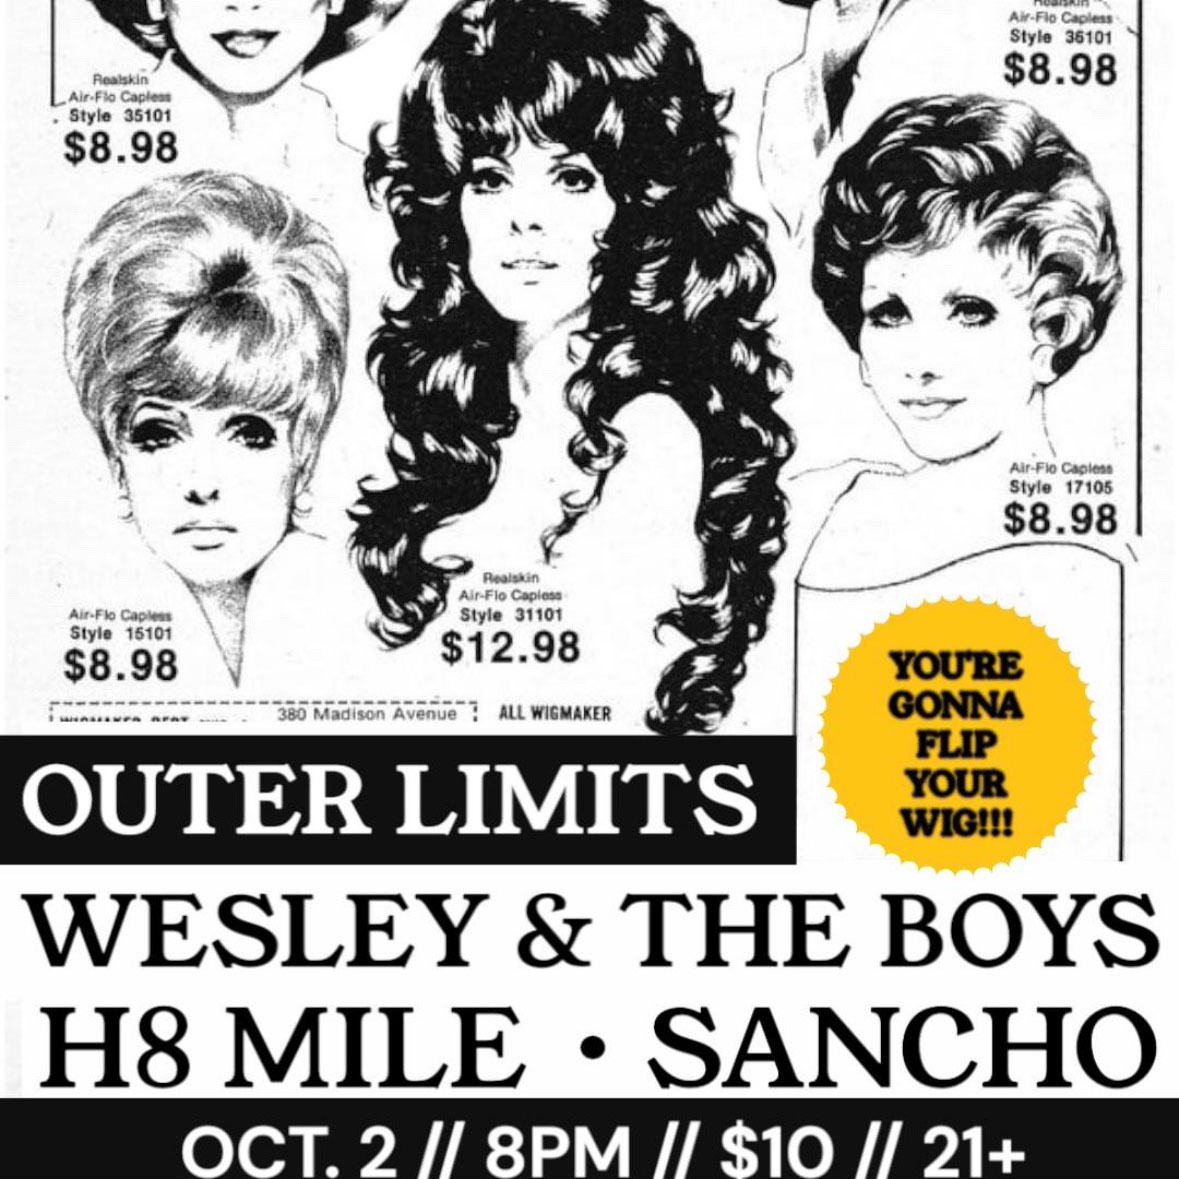 Realskin
Air-Flo Capless
Style 35101
$8.98
Realskin
Air-Flo Capless
Style 36101
$8.98
Air-Flo Capless
Style 17105
$8.98
Realskin
Air-Flo Capless
Style 31101
$12.98
Air-Flo Capless
Style 15101
$8.98
380 Madison Avenue
ALL WIGMAKER
YOU'RE
GONNA
FLIP
YOUR
WIG!!!
OUTER LIMITS
WESLEY & THE BOYS
H8 MILE • SANCHO
OCT. 2 // 8PM // $10 // 21+